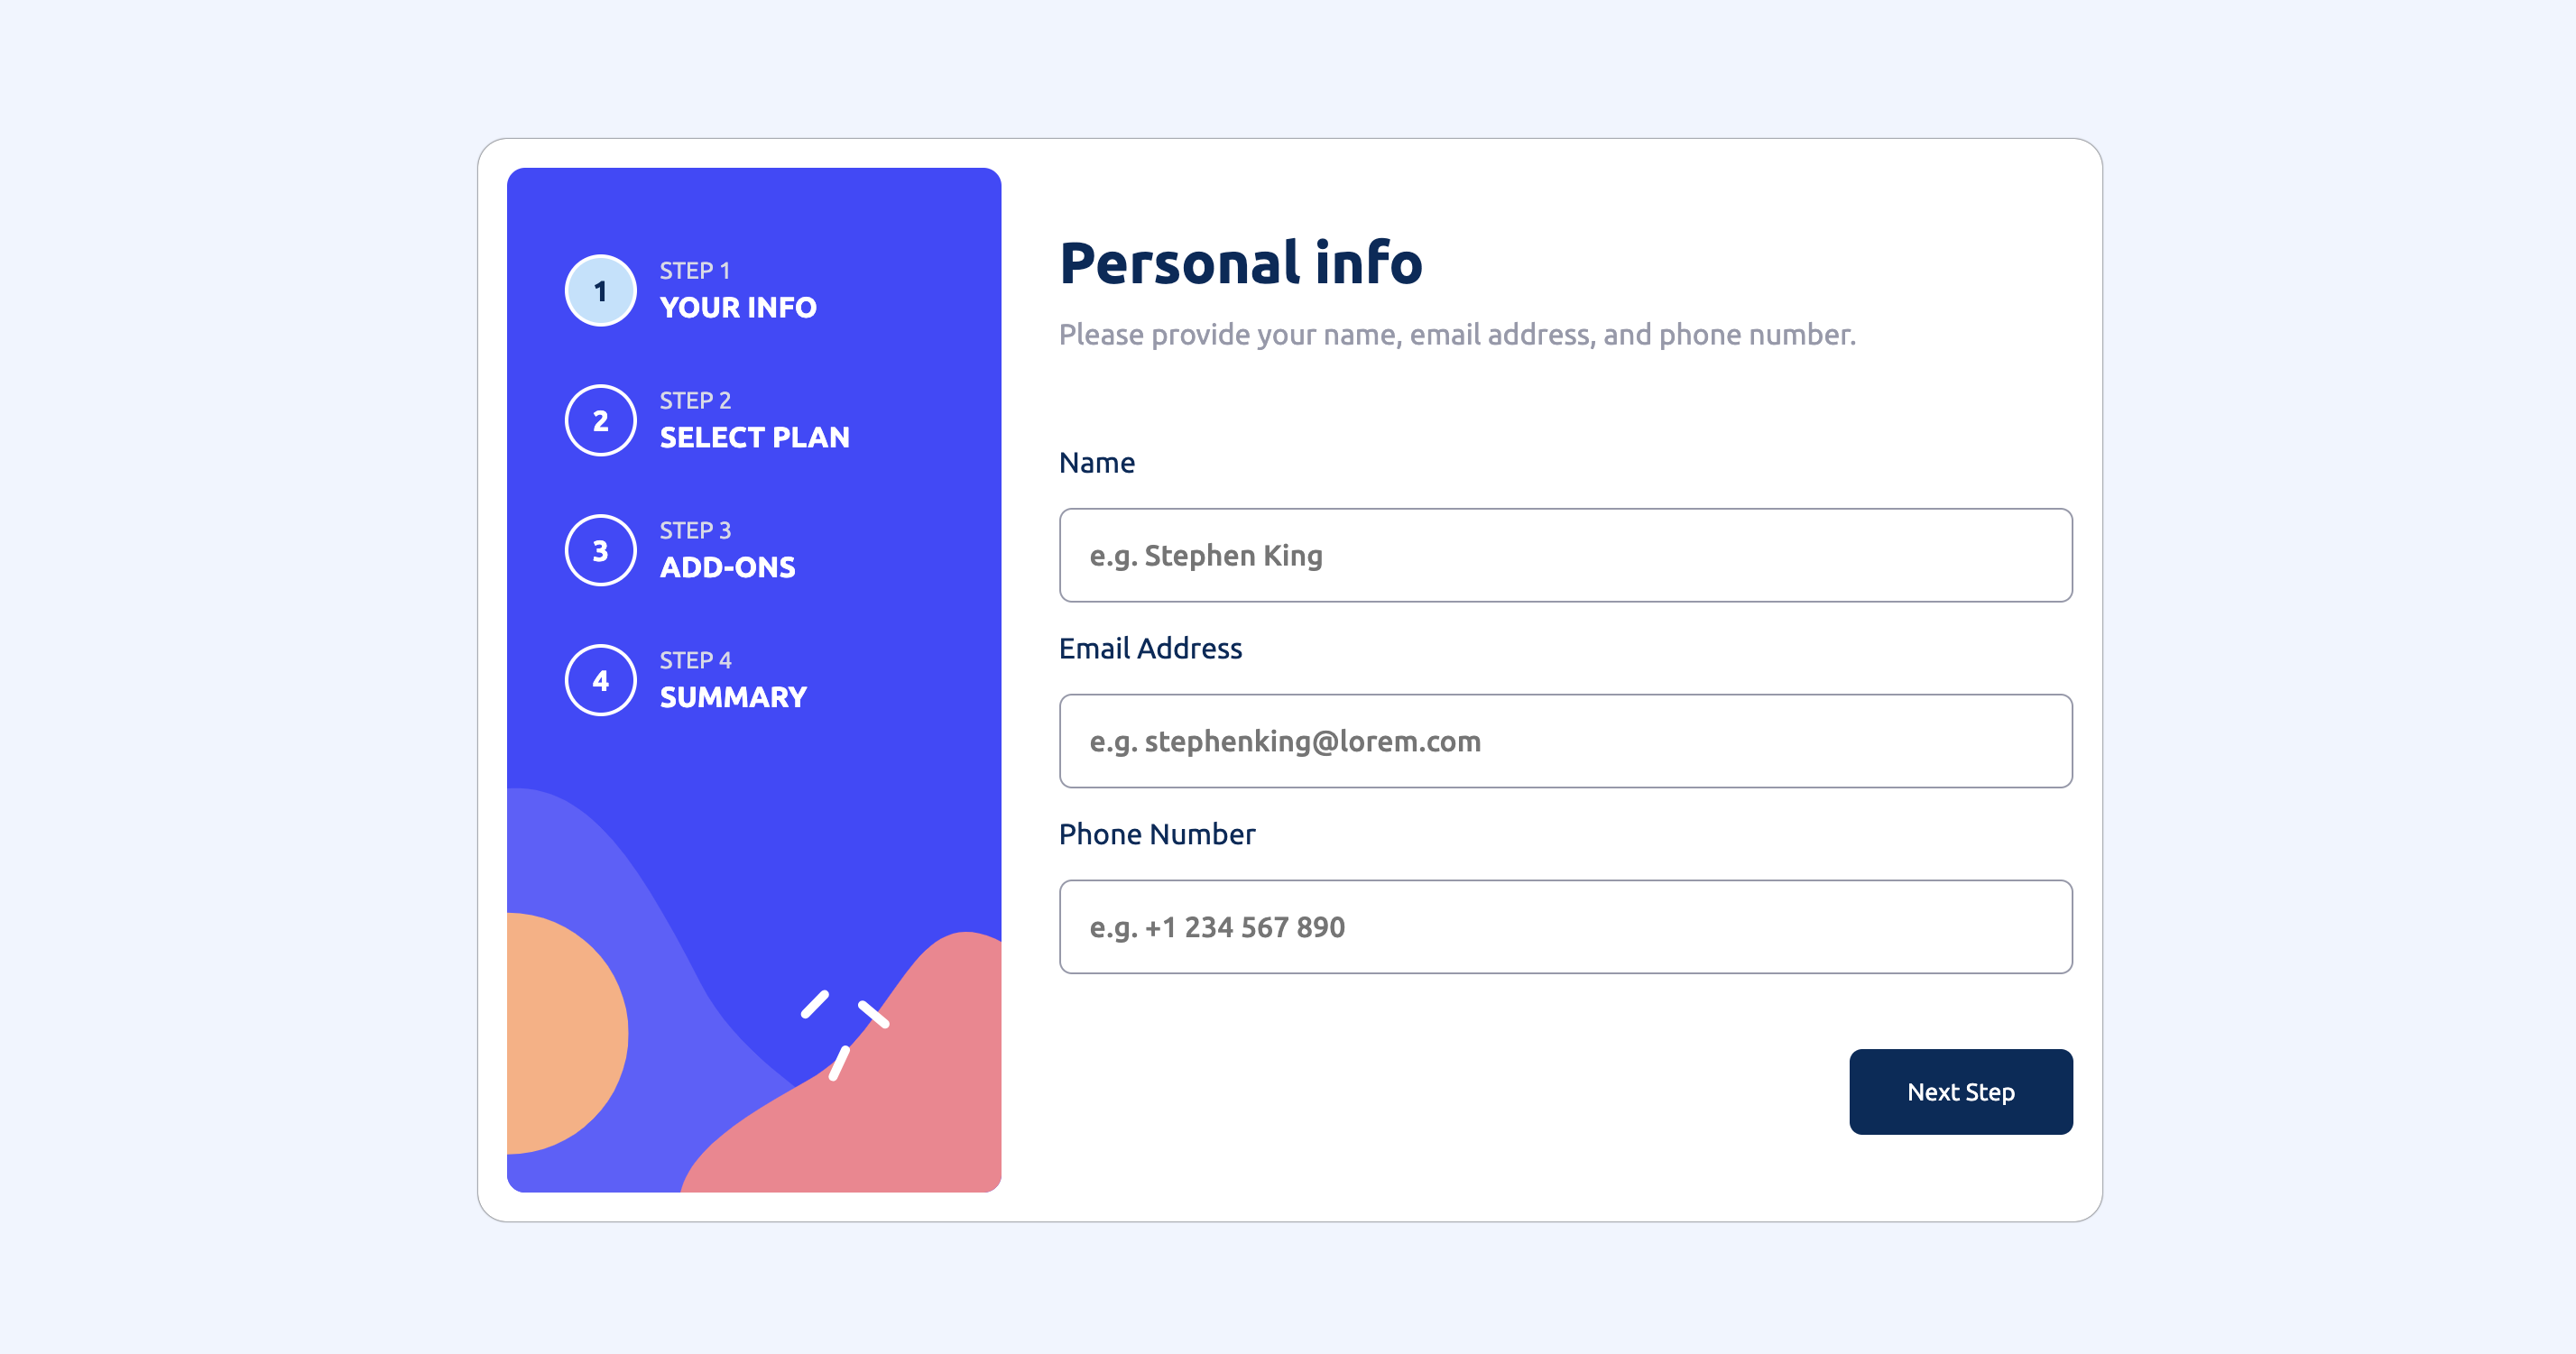 1
STEP 1
YOUR INFO
2
STEP 2
SELECT PLAN
3
STEP 3
ADD-ONS
4
STEP 4
SUMMARY
Personal info
Please provide your name, email address, and phone number.
Name
e.g. Stephen King
Email Address
e.g. stephenking@lorem.com
Phone Number
e.g. +1 234 567 890
Next Step